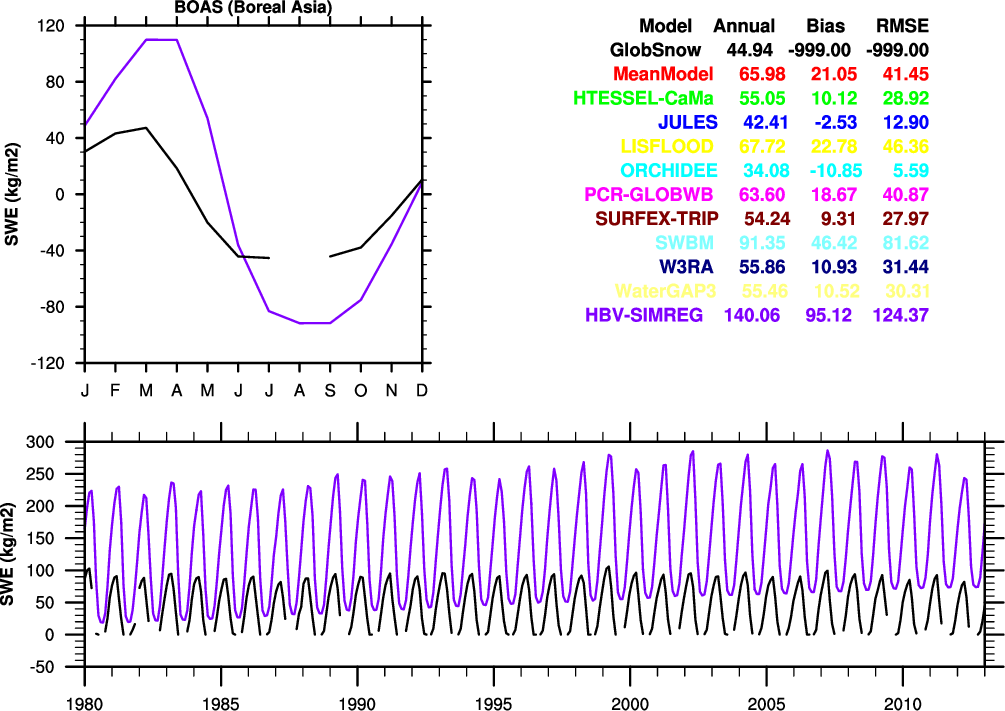 BOAS (Boreal Asia)
120
80
40
0
-40
-80
-120
SWE (kg/m2)
J F M A M J J A S O N D
Model Annual Bias RMSE
GlobSnow 44.94 -999.00 -999.00
MeanModel 65.98 21.05 41.45
HTESSEL-CaMa 55.05 10.12 28.92
JULES 42.41 -2.53 12.90
LISFLOOD 67.72 22.78 46.36
ORCHIDEE 34.08 -10.85 5.59
PCR-GLOBWB 63.60 18.67 40.87
SURFEX-TRIP 54.24 9.31 27.97
SWBM 91.35 46.42 81.62
W3RA 55.86 10.93 31.44
WaterGAP3 55.46 10.52 30.31
HBV-SIMREG 140.06 95.12 124.37
300
250
200
150
100
50
0
-50
SWE (kg/m2)
1980 1985 1990 1995 2000 2005 2010